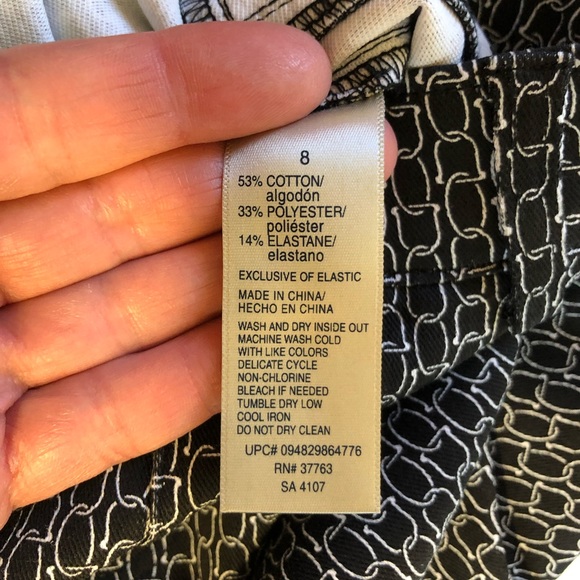 8
53% COTTON/
algodón
33% POLYESTER/
poliéster
14% ELASTANE/
elastano
EXCLUSIVE OF ELASTIC
MADE IN CHINA/
HECHO EN CHINA
WASH AND DRY INSIDE OUT
MACHINE WASH COLD
WITH LIKE COLORS
DELICATE CYCLE
NON-CHLORINE
BLEACH IF NEEDED
TUMBLE DRY LOW
COOL IRON
DO NOT DRY CLEAN
UPC# 094829864776
RN# 37763
SA 4107